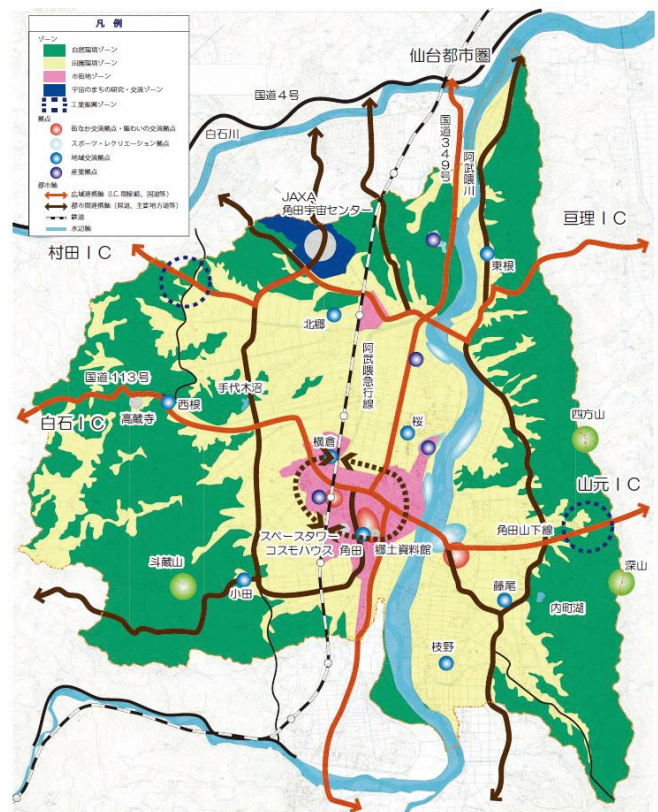 凡 例
ゾーン
自然環境ゾーン
田園環境ゾーン
市街地ゾーン
宇宙のまちの研究・交流ゾーン
工業振興ゾーン
拠点
街なか交流拠点・賑わいの交流拠点
スポーツ・レクリエーション拠点
地域交流拠点
産業拠点
都市軸
広域連携軸（I.C.間接続、国道等）
都市間連携軸（県道、主要地方道等）
鉄道
水辺軸
仙台都市圏
国道4号
白石川
国道349号
阿武隈川
JAXA
角田宇宙センター
亘理IC
村田IC
東根
北郷
阿武隈急行線
国道113号
手代木沼
西根
高蔵寺
白石IC
四方山
桜
横倉
山元IC
角田山下線
スペースタワー
コスモハウス
角田
郷土資料館
斗蔵山
深山
小田
藤尾
内町湖
枝野